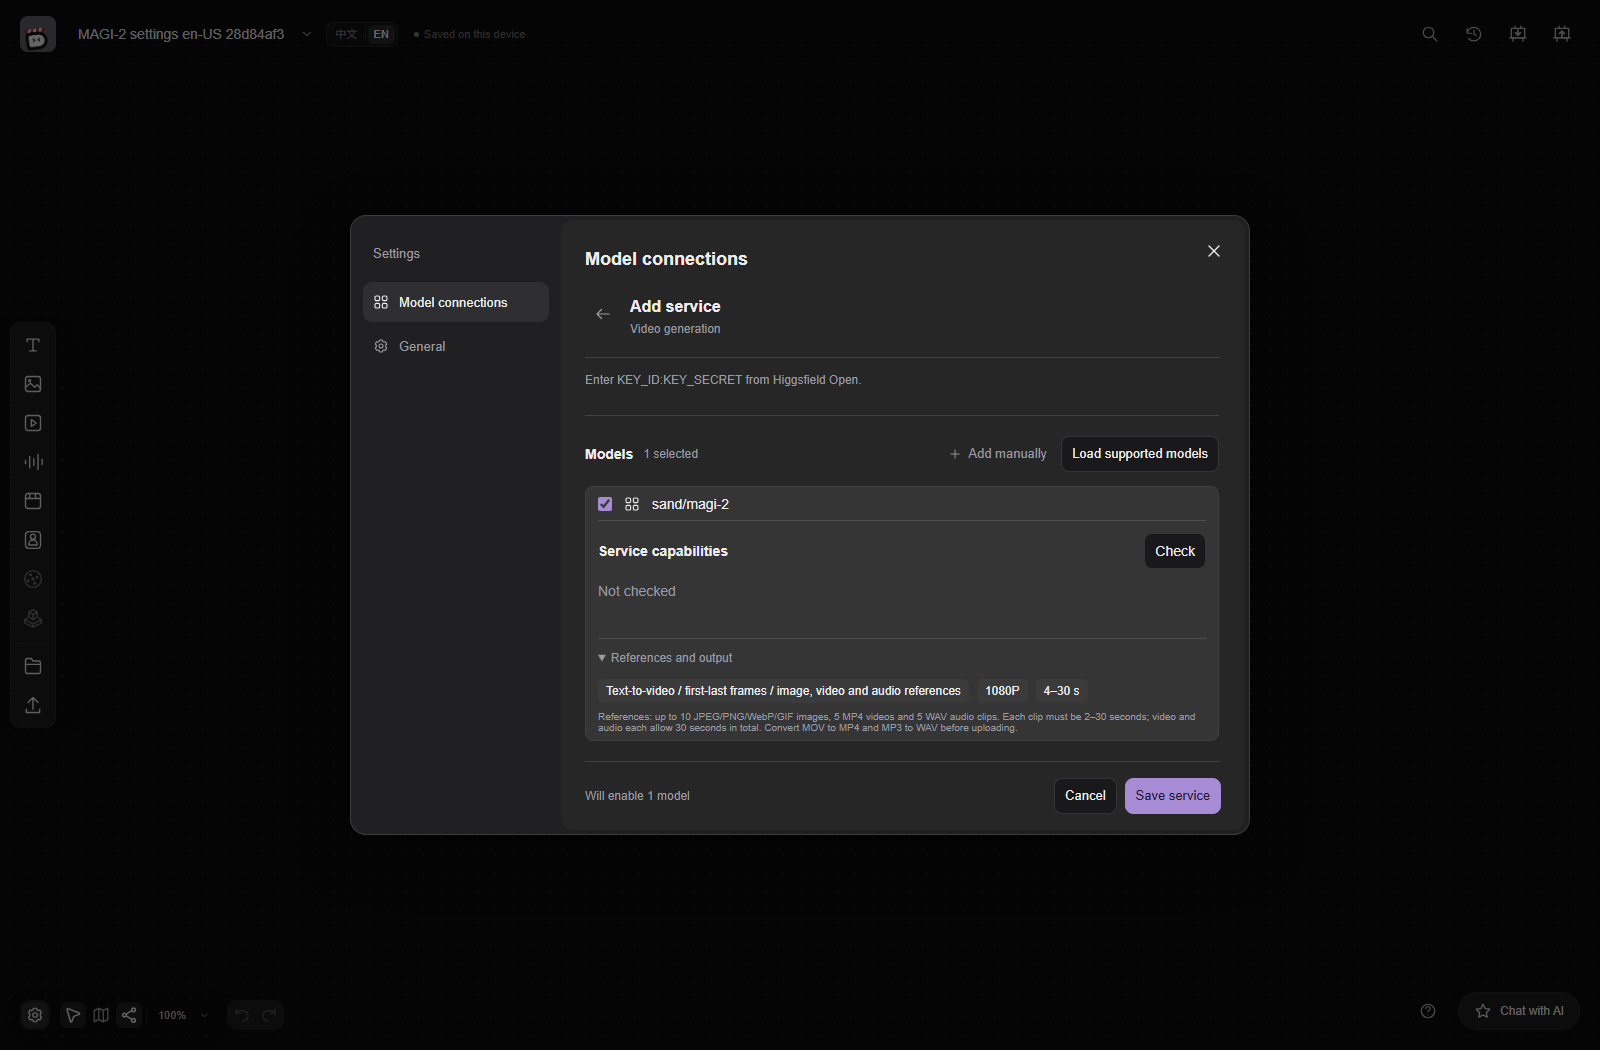 MAGI-2 settings en-US 28d84af3
中文 EN
Saved on this device
Settings
Model connections
General
Model connections
Add service
Video generation
Enter KEY_ID:KEY_SECRET from Higgsfield Open.
Models 1 selected
Add manually
Load supported models
sand/magi-2
Service capabilities
Check
Not checked
References and output
Text-to-video / first-last frames / image, video and audio references
1080P
4–30 s
References: up to 10 JPEG/PNG/WebP/GIF images, 5 MP4 videos and 5 WAV audio clips. Each clip must be 2–30 seconds; video and
audio each allow 30 seconds in total. Convert MOV to MP4 and MP3 to WAV before uploading.
Will enable 1 model
Cancel
Save service
100%
Chat with AI